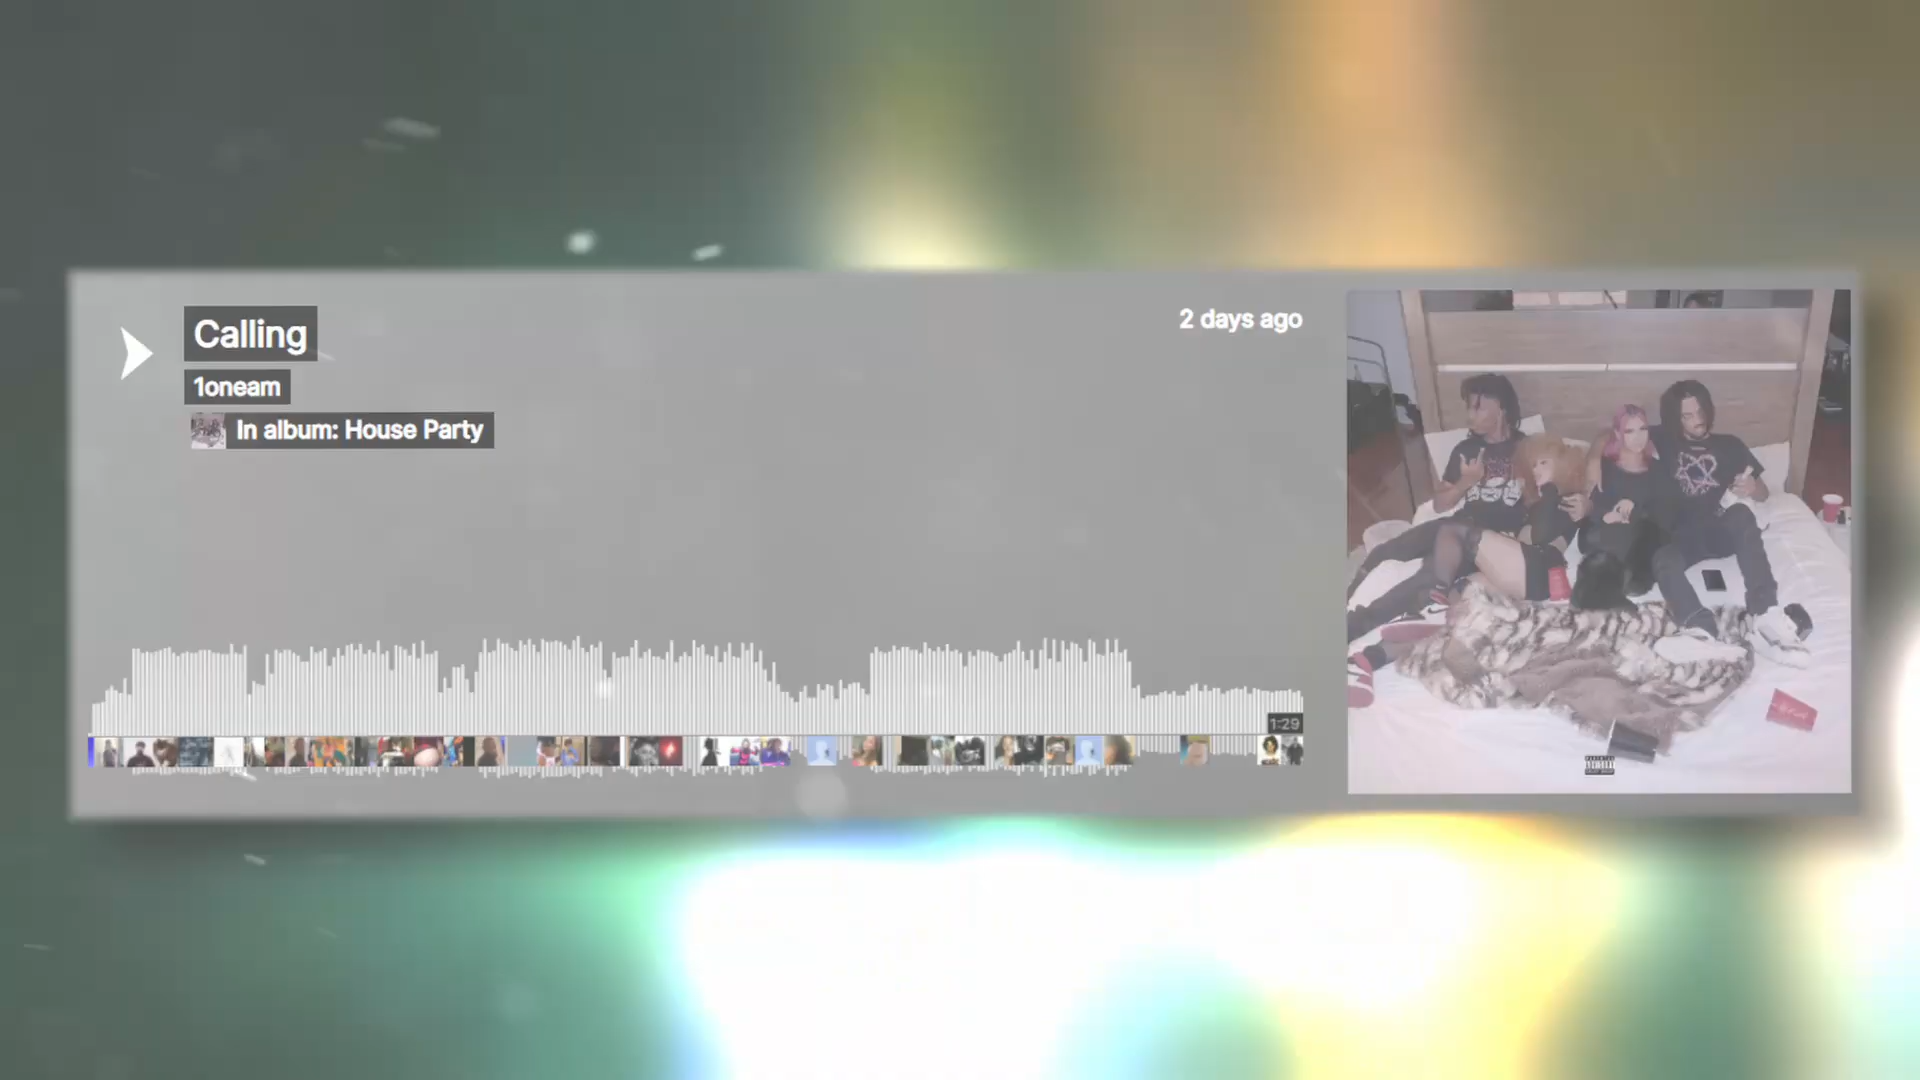 Calling
2 days ago
1oneam
In album: House Party
1:29